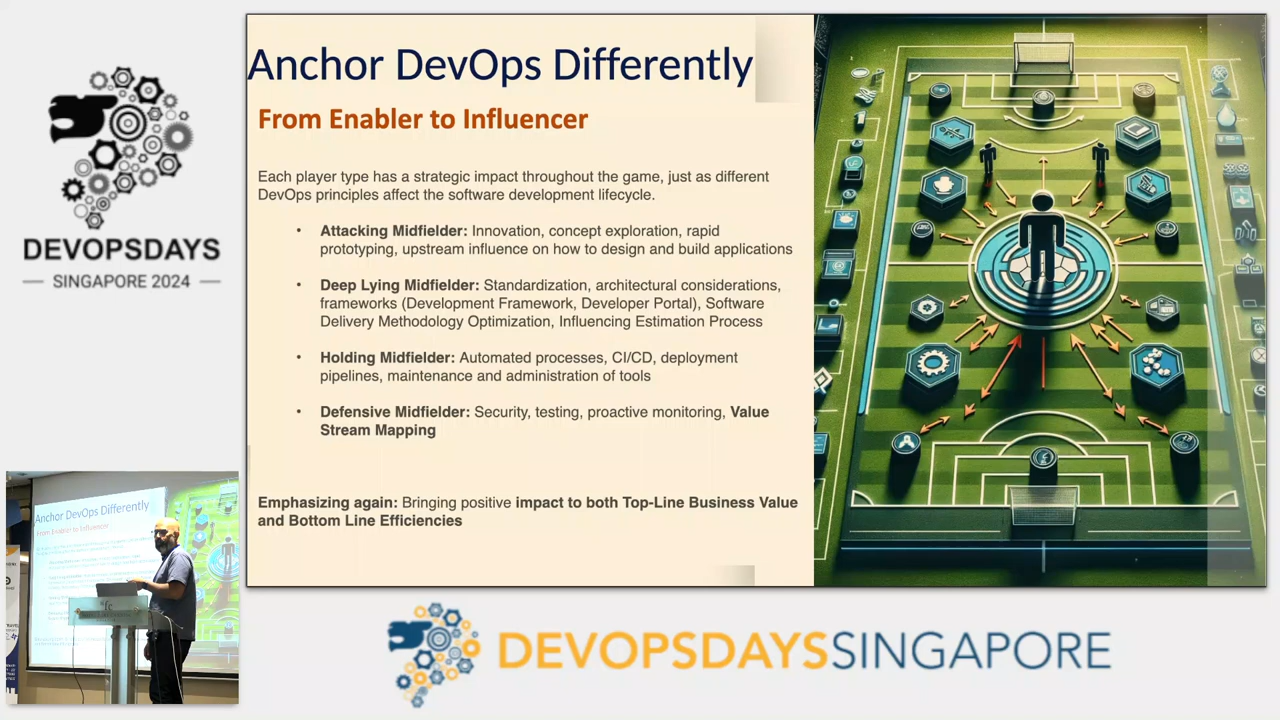 DEVOPSDAYS
SINGAPORE 2024
Anchor DevOps Differently
From Enabler to Influencer
Each player type has a strategic impact throughout the game, just as different
DevOps principles affect the software development lifecycle.
• Attacking Midfielder: Innovation, concept exploration, rapid
prototyping, upstream influence on how to design and build applications
• Deep Lying Midfielder: Standardization, architectural considerations,
frameworks (Development Framework, Developer Portal), Software
Delivery Methodology Optimization, Influencing Estimation Process
• Holding Midfielder: Automated processes, CI/CD, deployment
pipelines, maintenance and administration of tools
• Defensive Midfielder: Security, testing, proactive monitoring, Value
Stream Mapping
Emphasizing again: Bringing positive impact to both Top-Line Business Value
and Bottom Line Efficiencies
Anchor DevOps Differently
From Enabler to Influencer
DEVOPSDAYSSINGAPORE